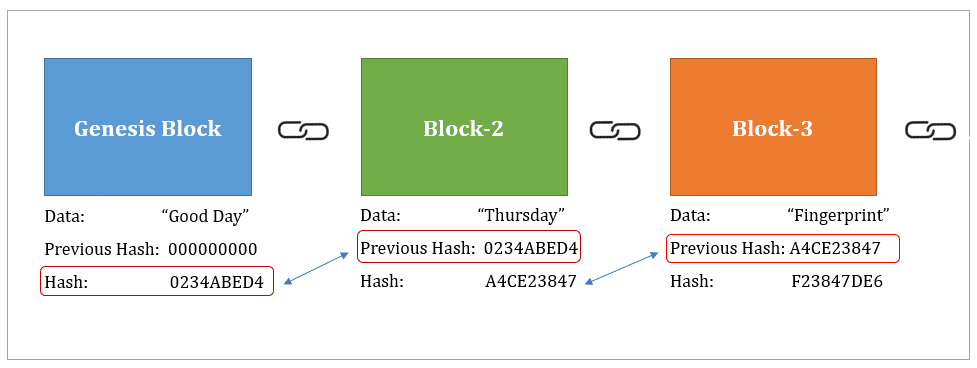 Genesis Block
Block-2
Block-3
Data: “Good Day”
Previous Hash: 000000000
Hash: 0234ABED4
Data: “Thursday”
Previous Hash: 0234ABED4
Hash: A4CE23847
Data: “Fingerprint”
Previous Hash: A4CE23847
Hash: F23847DE6